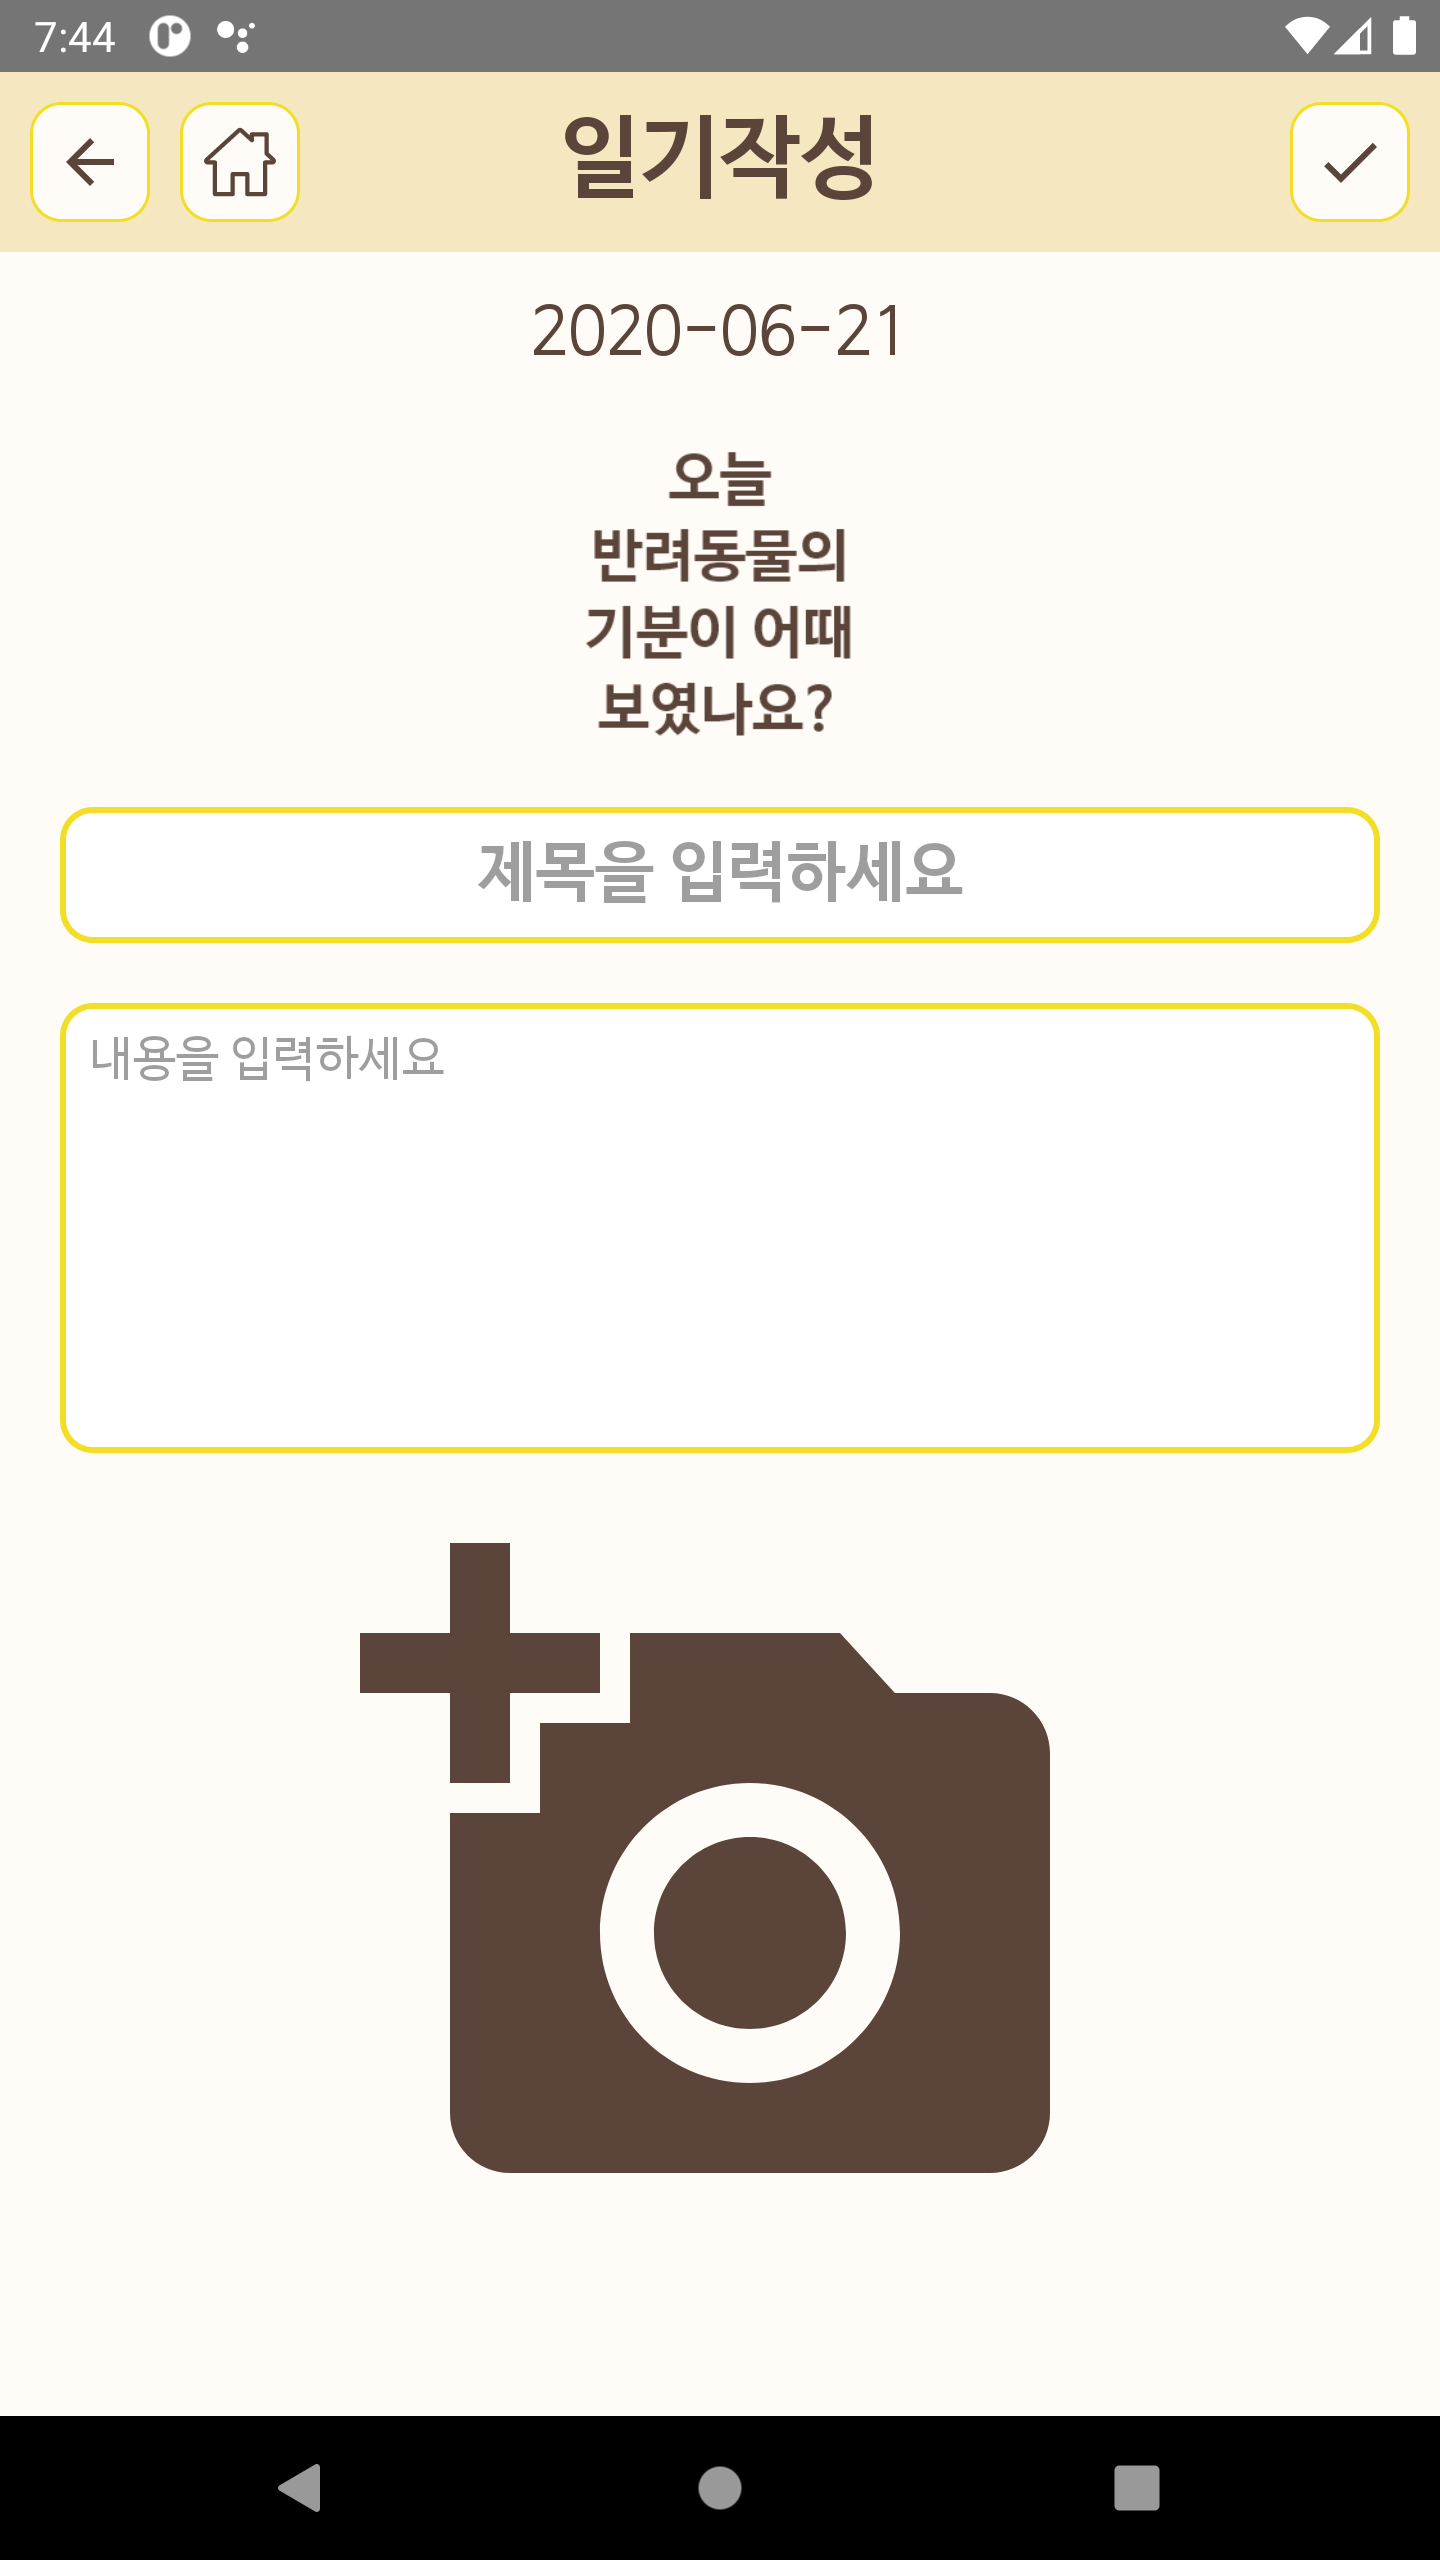 7:44
일기작성
2020-06-21
오늘
반려동물의
기분이 어때
보였나요?
제목을 입력하세요
내용을 입력하세요